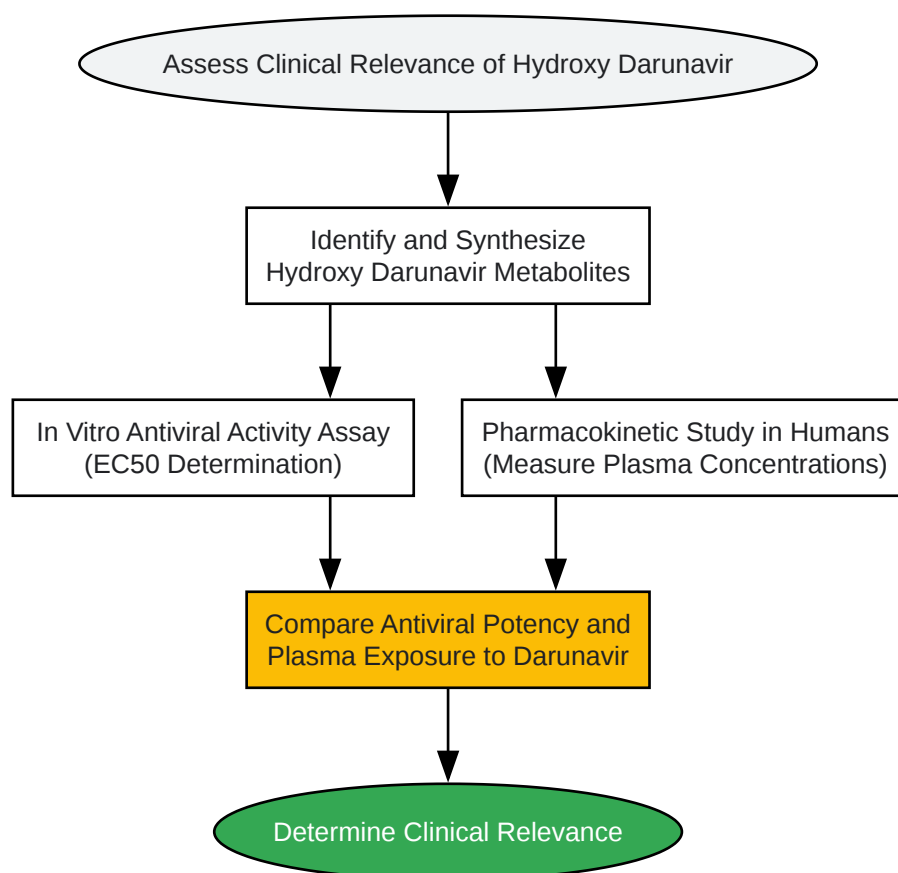 Assess Clinical Relevance of Hydroxy Darunavir
Identify and Synthesize
Hydroxy Darunavir Metabolites
In Vitro Antiviral Activity Assay
(EC50 Determination)
Pharmacokinetic Study in Humans
(Measure Plasma Concentrations)
Compare Antiviral Potency and
Plasma Exposure to Darunavir
Determine Clinical Relevance